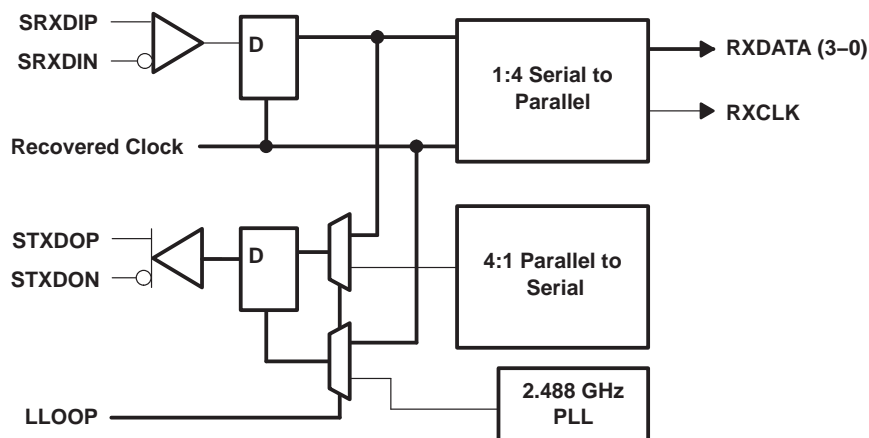 SRXDIP
SRXDIN
D
1:4 Serial to
Parallel
RXDATA (3–0)
RXCLK
Recovered Clock
STXDOP
STXDON
D
4:1 Parallel to
Serial
LLOOP
2.488 GHz
PLL